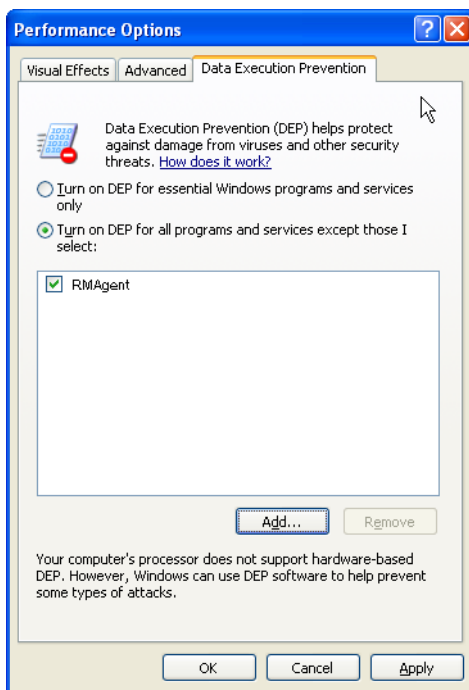 Performance Options
Visual Effects Advanced Data Execution Prevention
Data Execution Prevention (DEP) helps protect
against damage from viruses and other security
threats. How does it work?
Turn on DEP for essential Windows programs and services
only
Turn on DEP for all programs and services except those I
select:
RMAgent
Add... Remove
Your computer's processor does not support hardware-based
DEP. However, Windows can use DEP software to help prevent
some types of attacks.
OK Cancel Apply